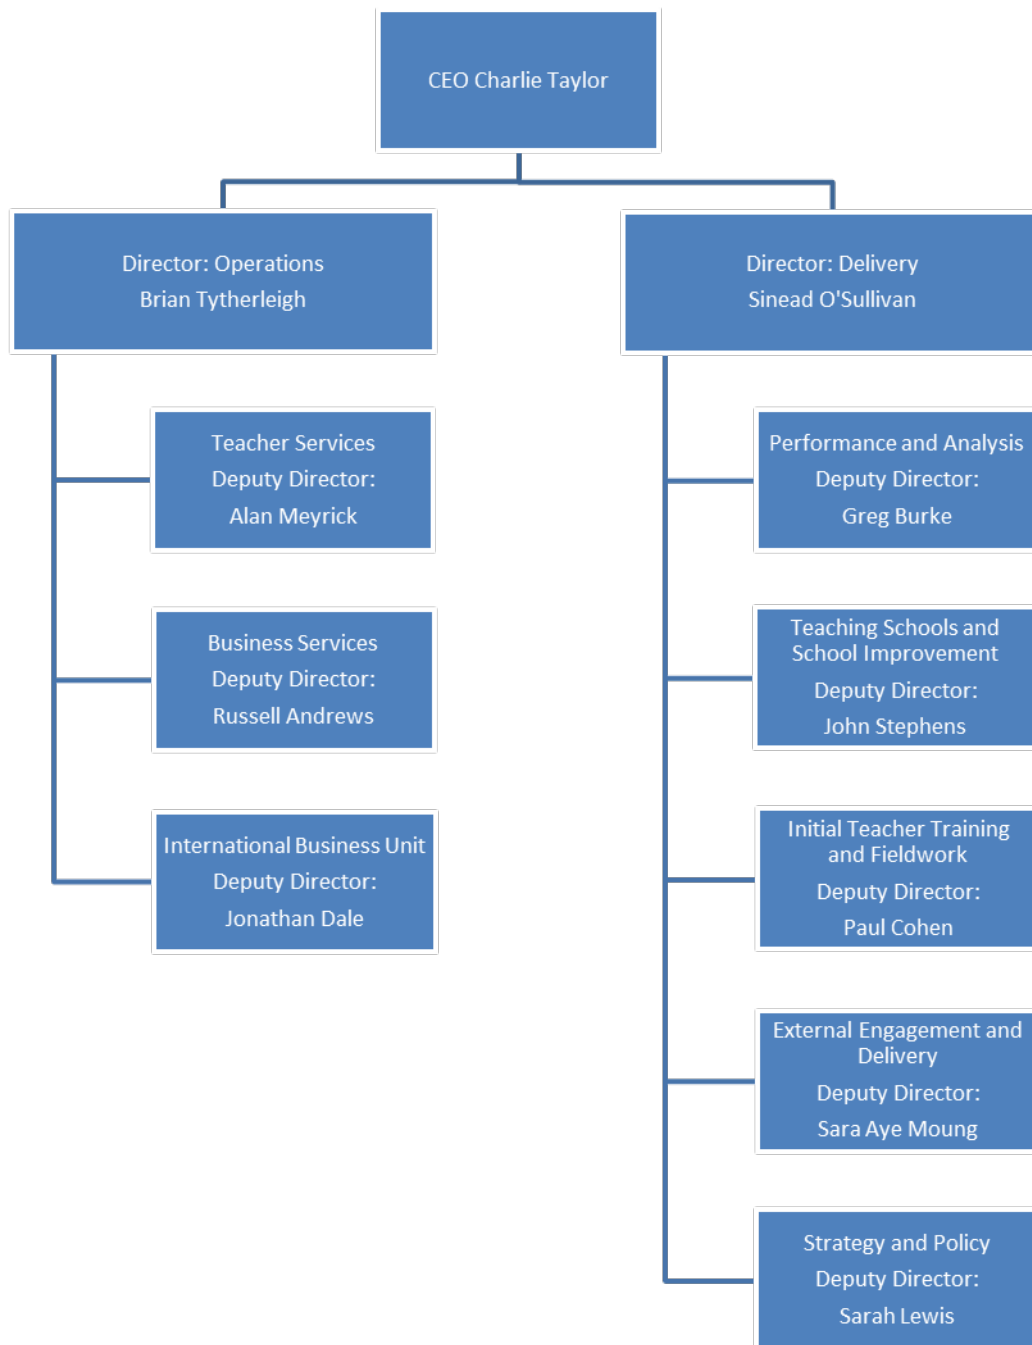 CEO Charlie Taylor
Director: Operations
Brian Tytherleigh
Teacher Services
Deputy Director:
Alan Meyrick
Business Services
Deputy Director:
Russell Andrews
International Business Unit
Deputy Director:
Jonathan Dale
Director: Delivery
Sinead O'Sullivan
Performance and Analysis
Deputy Director:
Greg Burke
Teaching Schools and
School Improvement
Deputy Director:
John Stephens
Initial Teacher Training
and Fieldwork
Deputy Director:
Paul Cohen
External Engagement and
Delivery
Deputy Director:
Sara Aye Moung
Strategy and Policy
Deputy Director:
Sarah Lewis